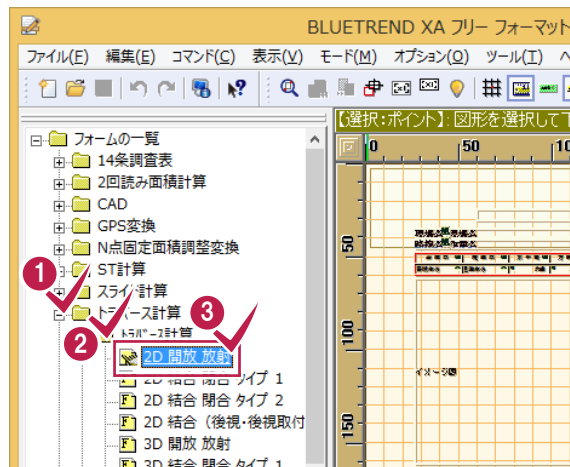 BLUETREND XA フリー フォーマット
ファイル(F) 編集(E) コマンド(C) 表示(V) モード(M) オプション(O) ツール(T) ヘ
【選択:ポイント】: 図形を選択して下
0 50 10
フォームの一覧
14条調査表
2回読み面積計算
CAD
GPS変換
N点固定面積調整変換
ST計算
1
スライド計算
トラバース計算
3
2
トラバース計算
2D 開放 放射
2D 結合 閉合 タイプ 1
2D 結合 閉合 タイプ 2
2D 結合（後視・後視取付
3D 開放 放射
3D 結合 閉合 タイプ 1
50
100
150
イメージ図